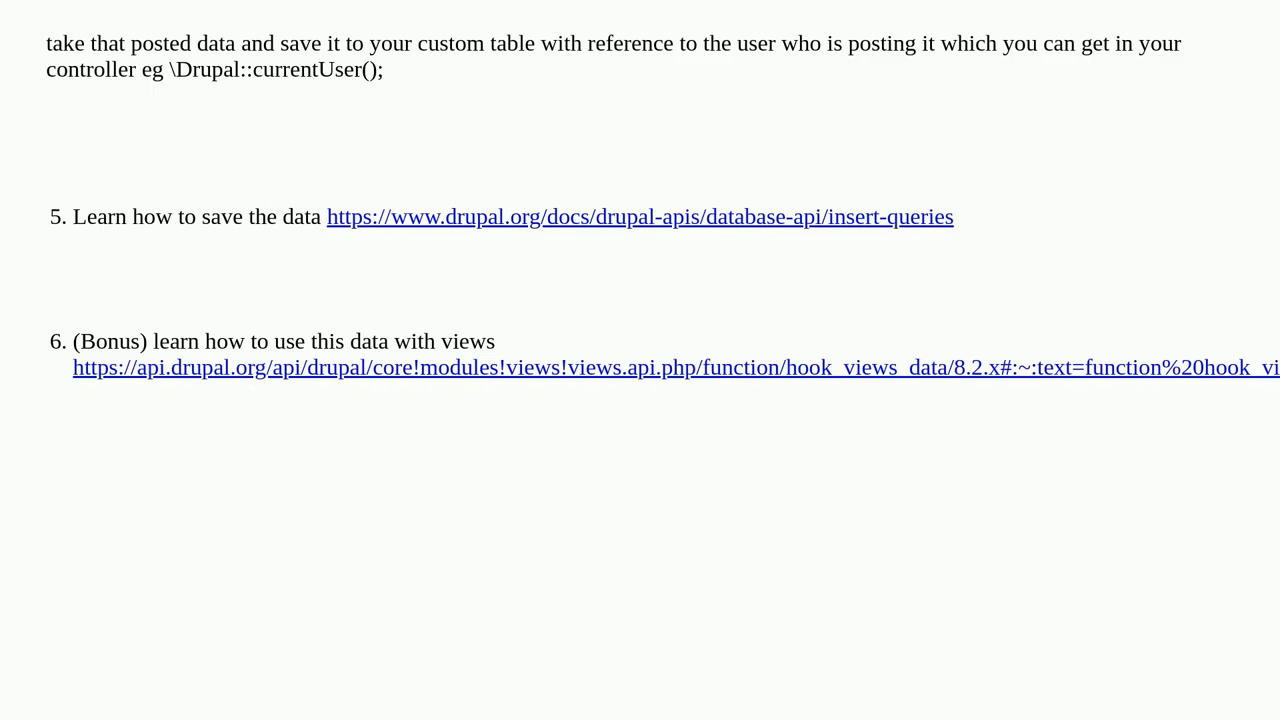 take that posted data and save it to your custom table with reference to the user who is posting it which you can get in your
controller eg \Drupal::currentUser();
5. Learn how to save the data https://www.drupal.org/docs/drupal-apis/database-api/insert-queries
6. (Bonus) learn how to use this data with views
https://api.drupal.org/api/drupal/core!modules!views!views.api.php/function/hook_views_data/8.2.x#:~:text=function%20hook_vi